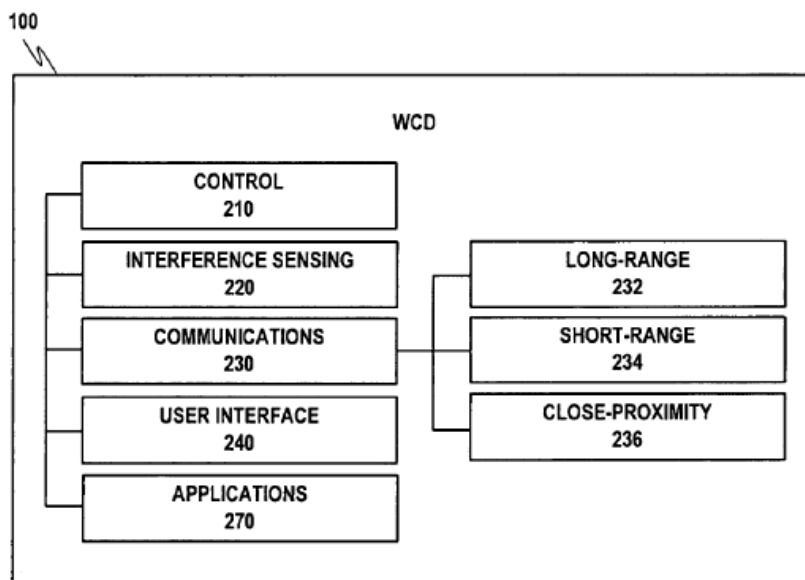 100
WCD
CONTROL
210
INTERFERENCE SENSING
220
COMMUNICATIONS
230
USER INTERFACE
240
APPLICATIONS
270
LONG-RANGE
232
SHORT-RANGE
234
CLOSE-PROXIMITY
236